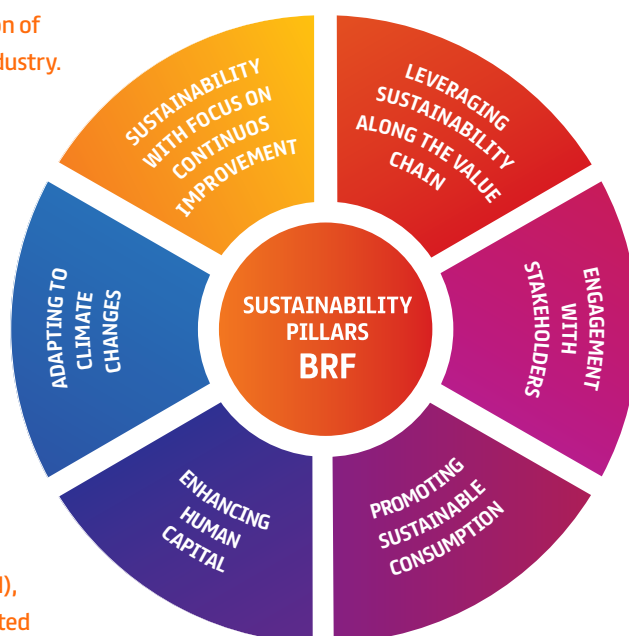 on of
dustry.
SUSTAINABILITY
WITH FOCUS ON
CONTINUOS
IMPROVEMENT
LEVERAGING
SUSTAINABILITY
ALONG THE VALUE
CHAIN
ADAPTING TO
CLIMATE
CHANGES
SUSTAINABILITY
PILLARS
BRF
ENGAGEMENT
WITH
STAKEHOLDERS
ENHANCING
HUMAN
CAPITAL
PROMOTING
SUSTAINABLE
CONSUMPTION
),
ted